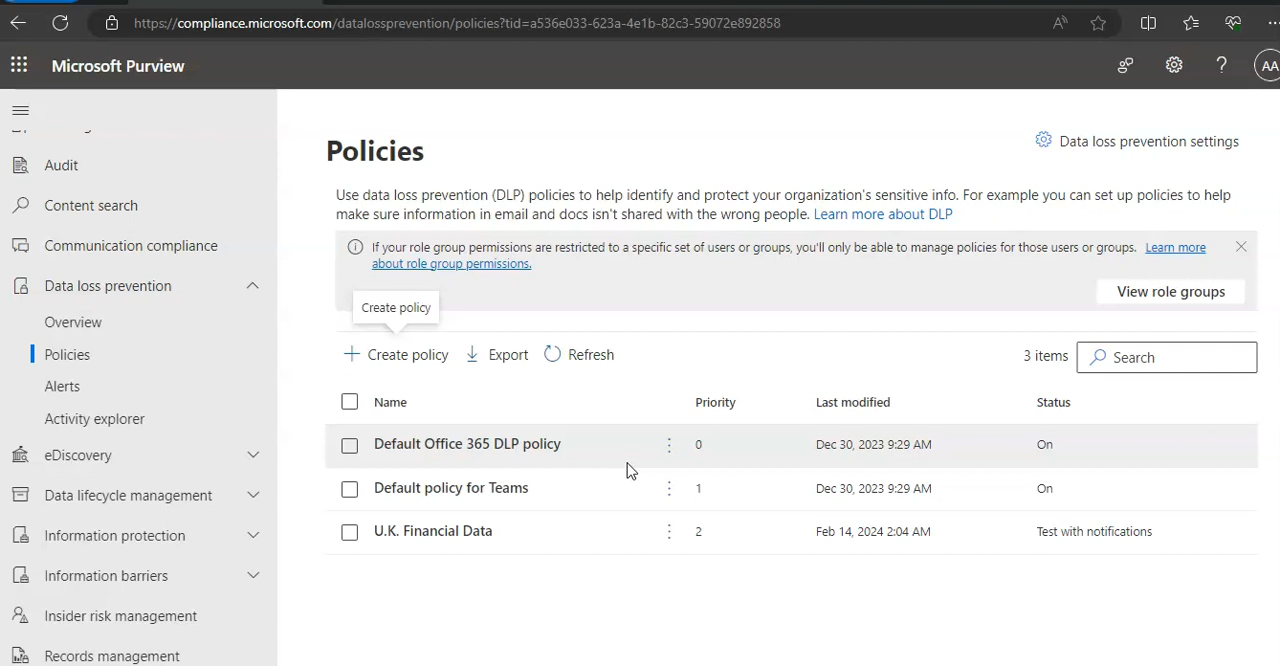 https://compliance.microsoft.com/datalossprevention/policies?tid=a536e033-623a-4e1b-82c3-59072e892858
Microsoft Purview
AA
Audit
Content search
Communication compliance
Data loss prevention
Overview
Policies
Alerts
Activity explorer
eDiscovery
Data lifecycle management
Information protection
Information barriers
Insider risk management
Records management
Policies
Data loss prevention settings
Use data loss prevention (DLP) policies to help identify and protect your organization's sensitive info. For example you can set up policies to help
make sure information in email and docs isn't shared with the wrong people. Learn more about DLP
If your role group permissions are restricted to a specific set of users or groups, you'll only be able to manage policies for those users or groups. Learn more
about role group permissions.
View role groups
Create policy
Create policy Export Refresh 3 items Search
Name Priority Last modified Status
Default Office 365 DLP policy 0 Dec 30, 2023 9:29 AM On
Default policy for Teams 1 Dec 30, 2023 9:29 AM On
U.K. Financial Data 2 Feb 14, 2024 2:04 AM Test with notifications